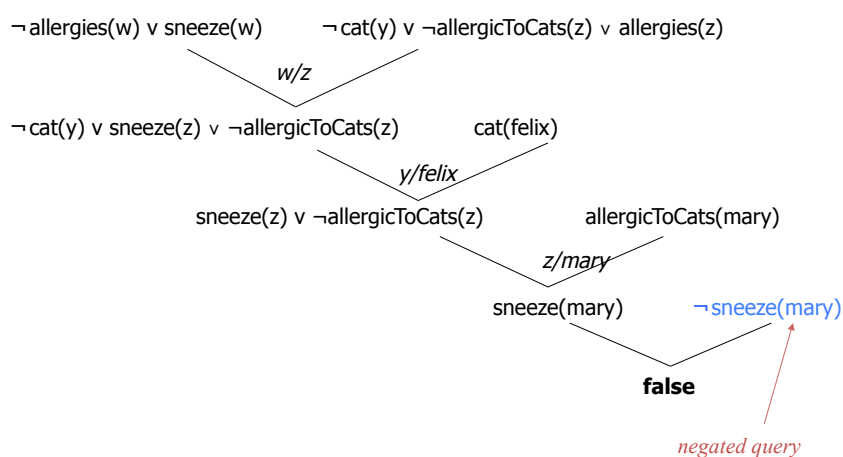 ¬allergies(w) v sneeze(w) ¬cat(y) v ¬allergicToCats(z) v allergies(z)
w/z
¬cat(y) v sneeze(z) v ¬allergicToCats(z) cat(felix)
y/felix
sneeze(z) v ¬allergicToCats(z) allergicToCats(mary)
z/mary
sneeze(mary) ¬sneeze(mary)
false
negated query